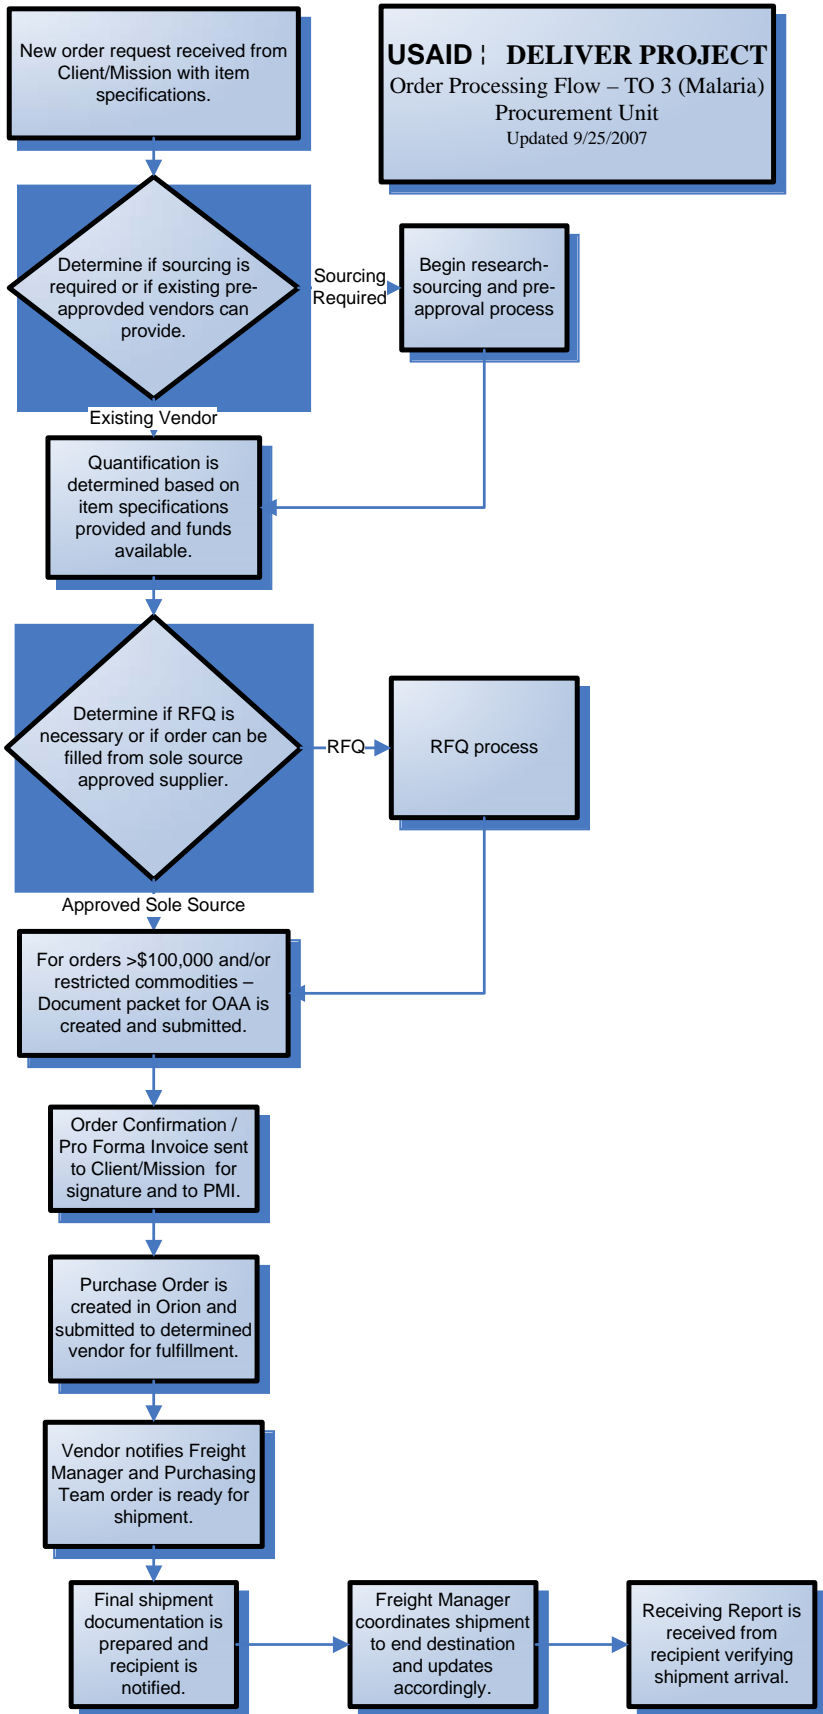 New order request received from
Client/Mission with item
specifications.
USAID ¦ DELIVER PROJECT
Order Processing Flow – TO 3 (Malaria)
Procurement Unit
Updated 9/25/2007
Determine if sourcing is
required or if existing pre-
approvded vendors can
provide.
Sourcing
Required
Begin research-
sourcing and pre-
approval process
Existing Vendor
Quantification is
determined based on
item specifications
provided and funds
available.
Determine if RFQ is
necessary or if order can be
filled from sole source
approved supplier.
RFQ
RFQ process
Approved Sole Source
For orders >$100,000 and/or
restricted commodities –
Document packet for OAA is
created and submitted.
Order Confirmation /
Pro Forma Invoice sent
to Client/Mission for
signature and to PMI.
Purchase Order is
created in Orion and
submitted to determined
vendor for fulfillment.
Vendor notifies Freight
Manager and Purchasing
Team order is ready for
shipment.
Final shipment
documentation is
prepared and
recipient is
notified.
Freight Manager
coordinates shipment
to end destination
and updates
accordingly.
Receiving Report is
received from
recipient verifying
shipment arrival.